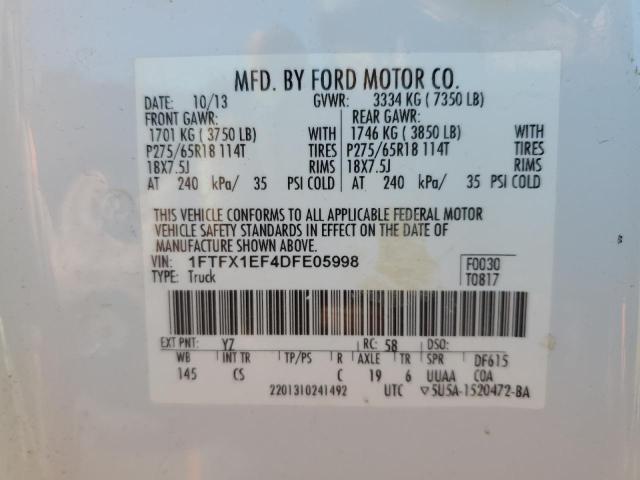 MFD. BY FORD MOTOR CO.
DATE: 10/13 GVWR: 3334 KG ( 7350 LB)
FRONT GAWR: REAR GAWR:
1701 KG ( 3750 LB) WITH 1746 KG ( 3850 LB) WITH
P275/65R18 114T TIRES P275/65R18 114T TIRES
18X7.5J RIMS 18X7.5J RIMS
AT 240 kPa/ 35 PSI COLD AT 240 kPa/ 35 PSI COLD
THIS VEHICLE CONFORMS TO ALL APPLICABLE FEDERAL MOTOR
VEHICLE SAFETY STANDARDS IN EFFECT ON THE DATE OF
MANUFACTURE SHOWN ABOVE.
VIN: 1FTFX1EF4DFE05998 F0030
TYPE: Truck T0817
EXT PNT: YZ RC: 58 DSO:
WB INT TR TP/PS R AXLE TR SPR DF615
145 CS C 19 6 UUAA COA
2201310241492 UTC ▽5U5A-1520472-BA